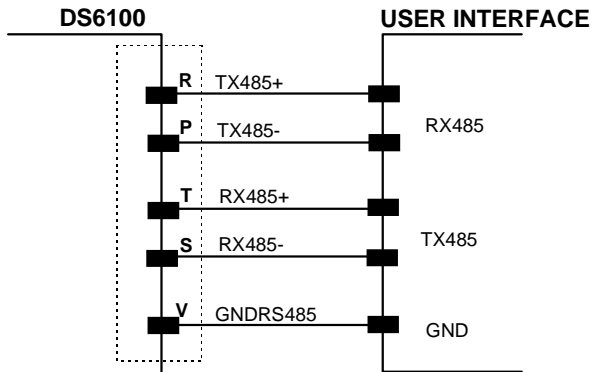 DS6100 USER INTERFACE
R TX485+
RX485
P TX485-
T RX485+
TX485
S RX485-
V GNDRS485 GND